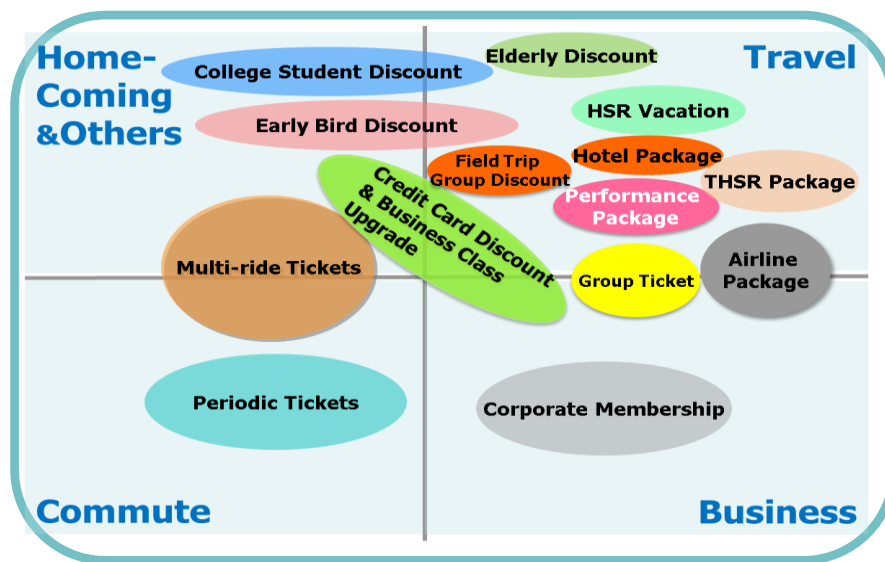 Home-
Coming
&Others
Travel
College Student Discount
Elderly Discount
Early Bird Discount
HSR Vacation
Field Trip
Group Discount
Hotel Package
THSR Package
Performance
Package
Credit Card Discount
& Business Class
Upgrade
Multi-ride Tickets
Group Ticket
Airline
Package
Periodic Tickets
Corporate Membership
Commute
Business